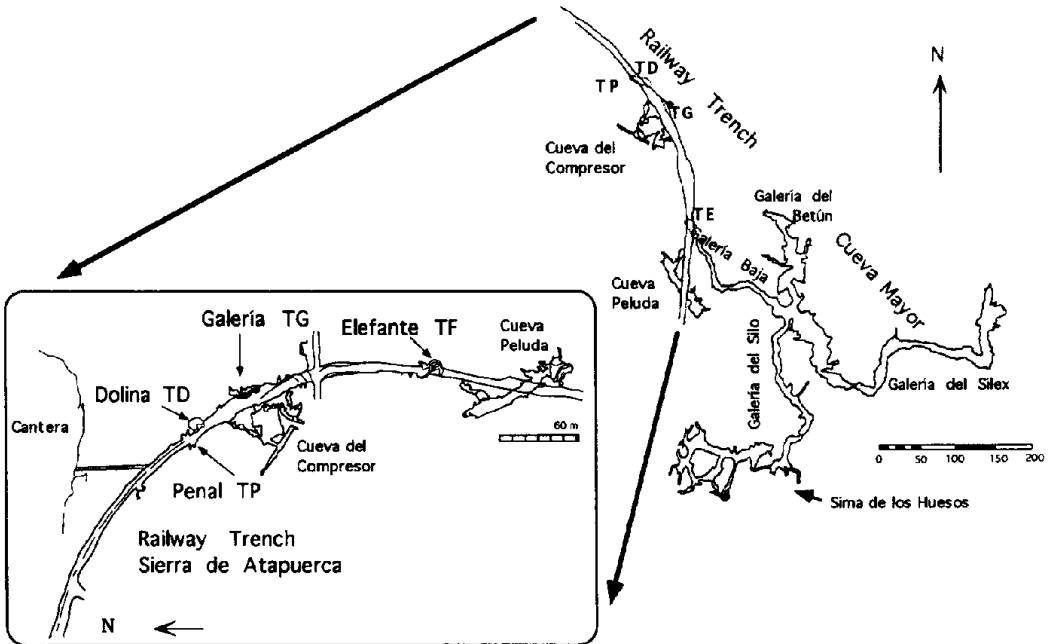 Railway Trench
TD
TP
TG
Cueva del
Compresor
N
TE
Galería del
Betún
Galería Baja
Cueva Mayor
Cueva
Peluda
Galería del Silo
Galería del Silex
0 50 100 150 200
Sima de los Huesos
Galería TG
Elefante TF
Cueva
Peluda
Dolina TD
Cantera
60 m
Cueva del
Compresor
Penal TP
Railway Trench
Sierra de Atapuerca
N